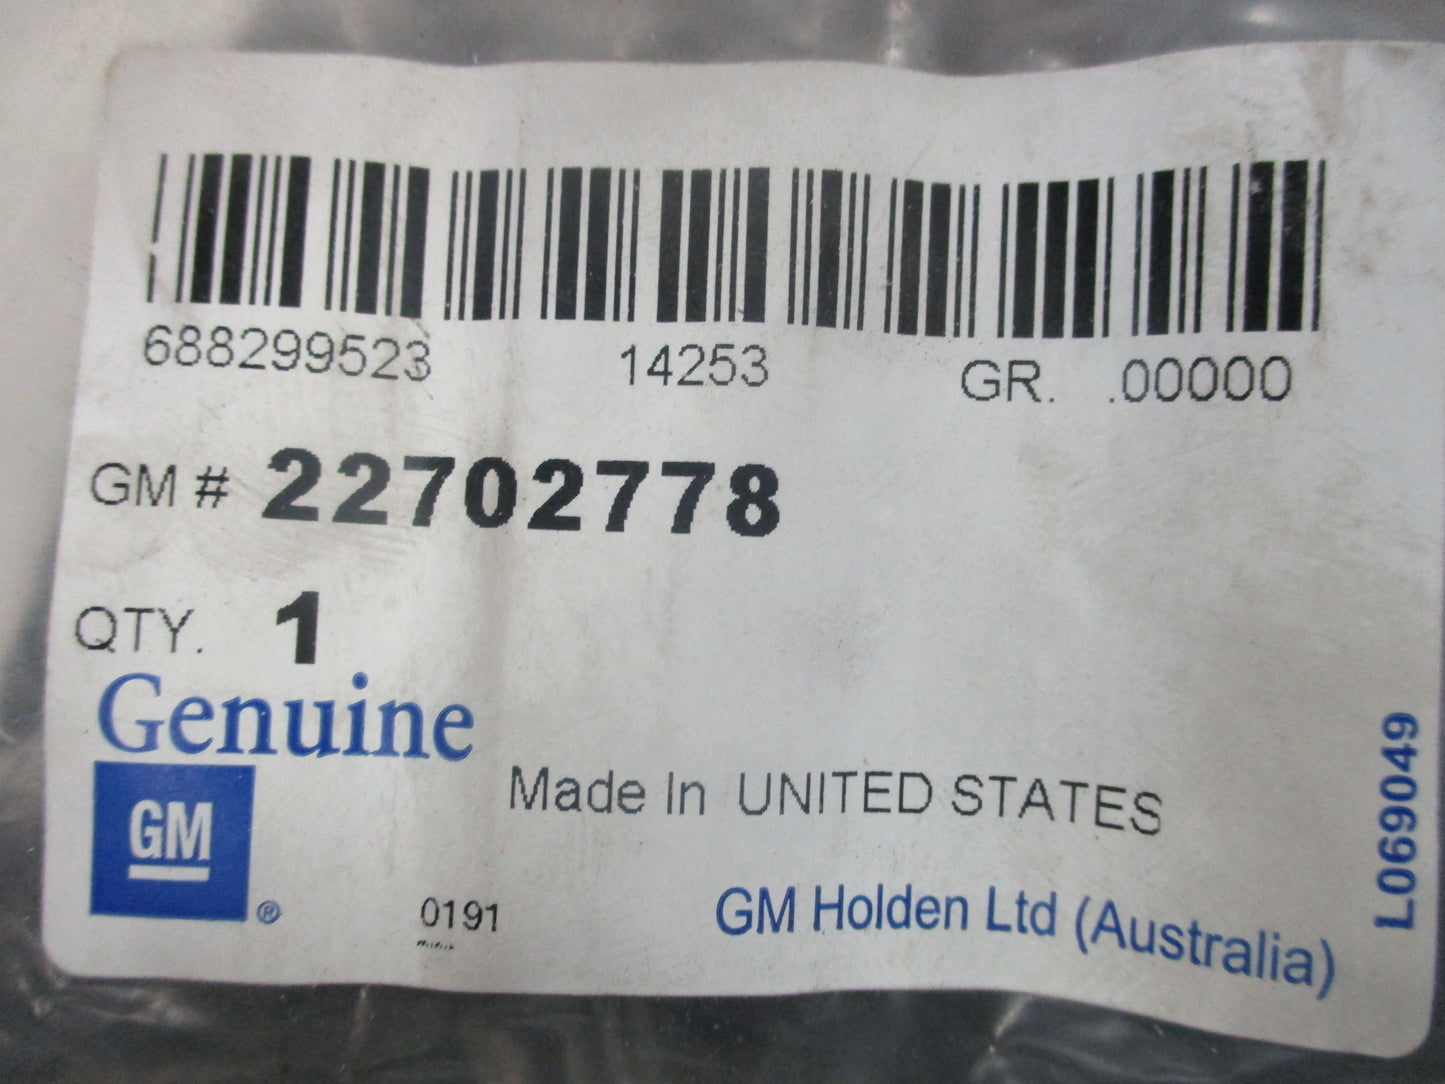 688299523 14253 GR. .00000
GM # 22702778
QTY. 1
Genuine
Made In UNITED STATES
GM ®
0191
GM Holden Ltd (Australia)
L069049